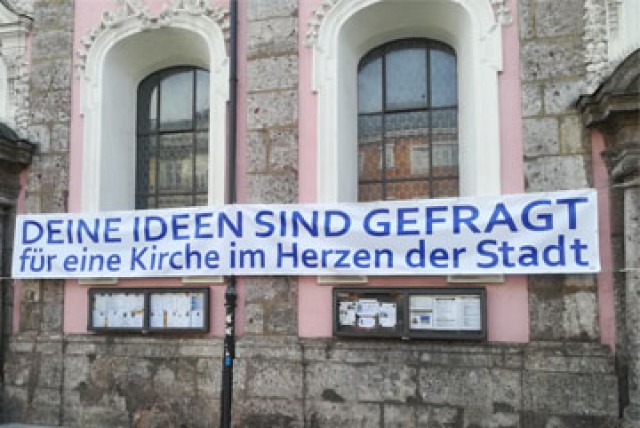 DEINE IDEEN SIND GEFRAGT
für eine Kirche im Herzen der Stadt